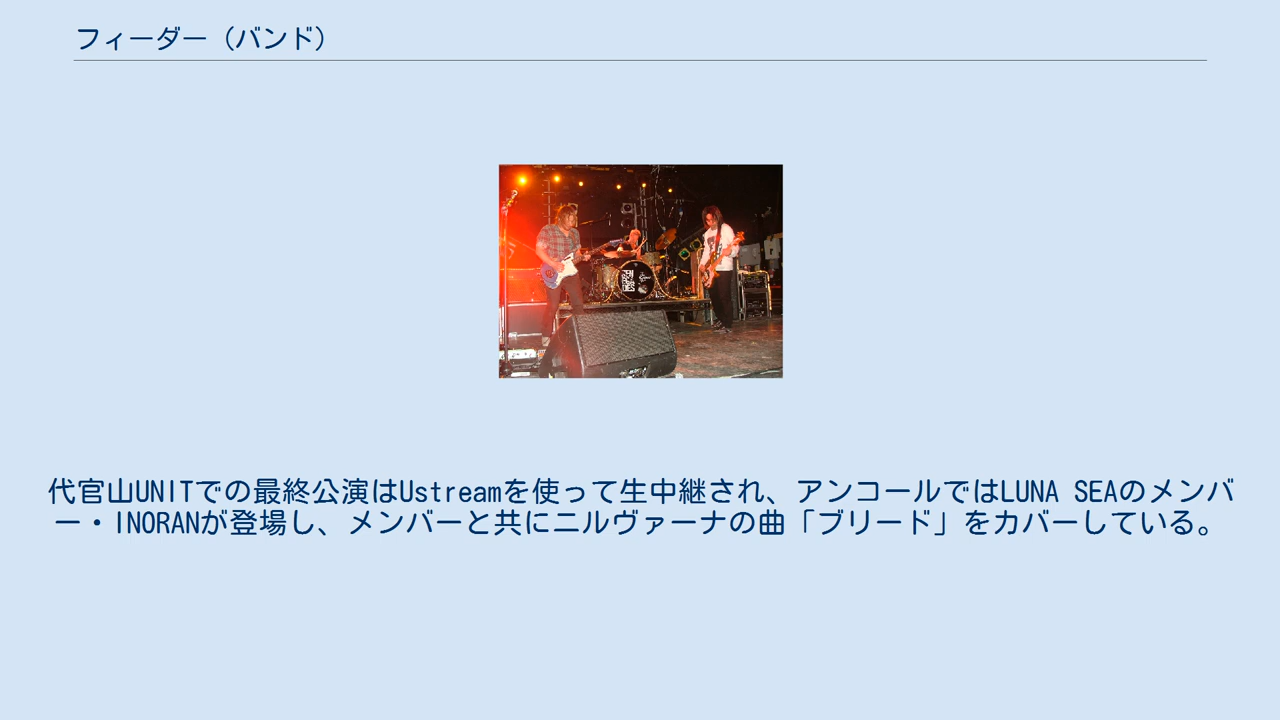 フィーダー（バンド）
代官山UNITでの最終公演はUstreamを使って生中継され、アンコールではLUNA SEAのメンバ
ー・INORANが登場し、メンバーと共にニルヴァーナの曲「ブリード」をカバーしている。